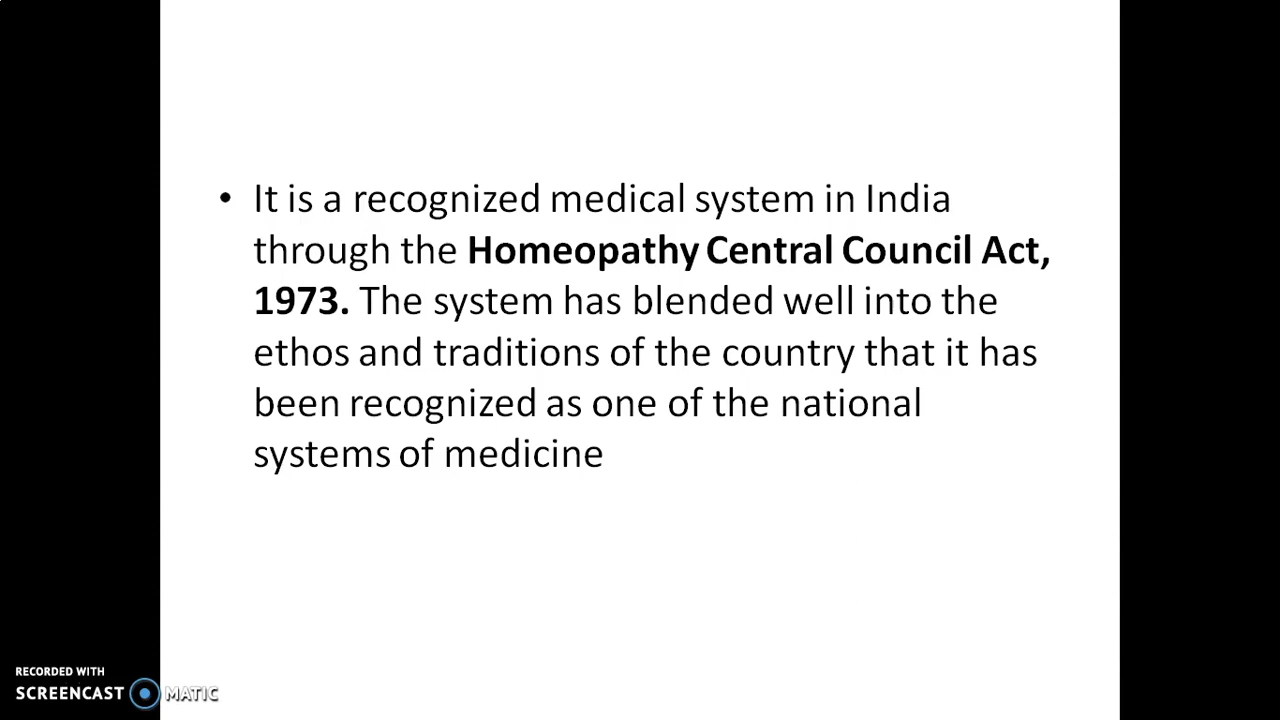 • It is a recognized medical system in India
through the Homeopathy Central Council Act,
1973. The system has blended well into the
ethos and traditions of the country that it has
been recognized as one of the national
systems of medicine
RECORDED WITH
SCREENCAST MATIC